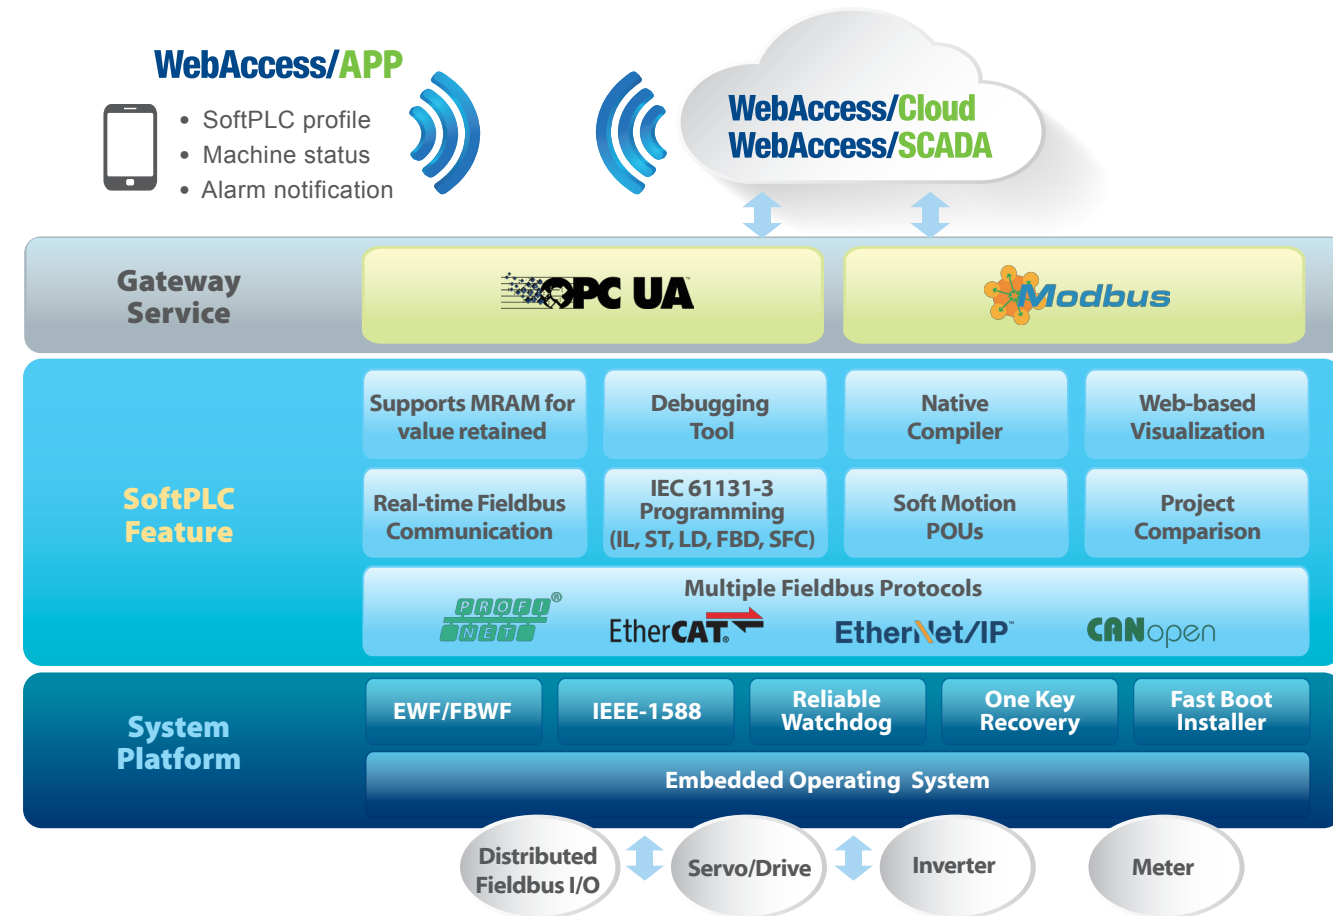 WebAccess/APP
• SoftPLC profile
• Machine status
• Alarm notification
WebAccess/Cloud
WebAccess/SCADA
Gateway
Service
OPC UA™
Modbus
SoftPLC
Feature
Supports MRAM for
value retained
Debugging
Tool
Native
Compiler
Web-based
Visualization
Real-time Fieldbus
Communication
IEC 61131-3
Programming
(IL, ST, LD, FBD, SFC)
Soft Motion
POUs
Project
Comparison
Multiple Fieldbus Protocols
PROFI®
NET
EtherCAT®
EtherNet/IP™
CANopen
System
Platform
EWF/FBWF
IEEE-1588
Reliable
Watchdog
One Key
Recovery
Fast Boot
Installer
Embedded Operating System
Distributed
Fieldbus I/O
Servo/Drive
Inverter
Meter